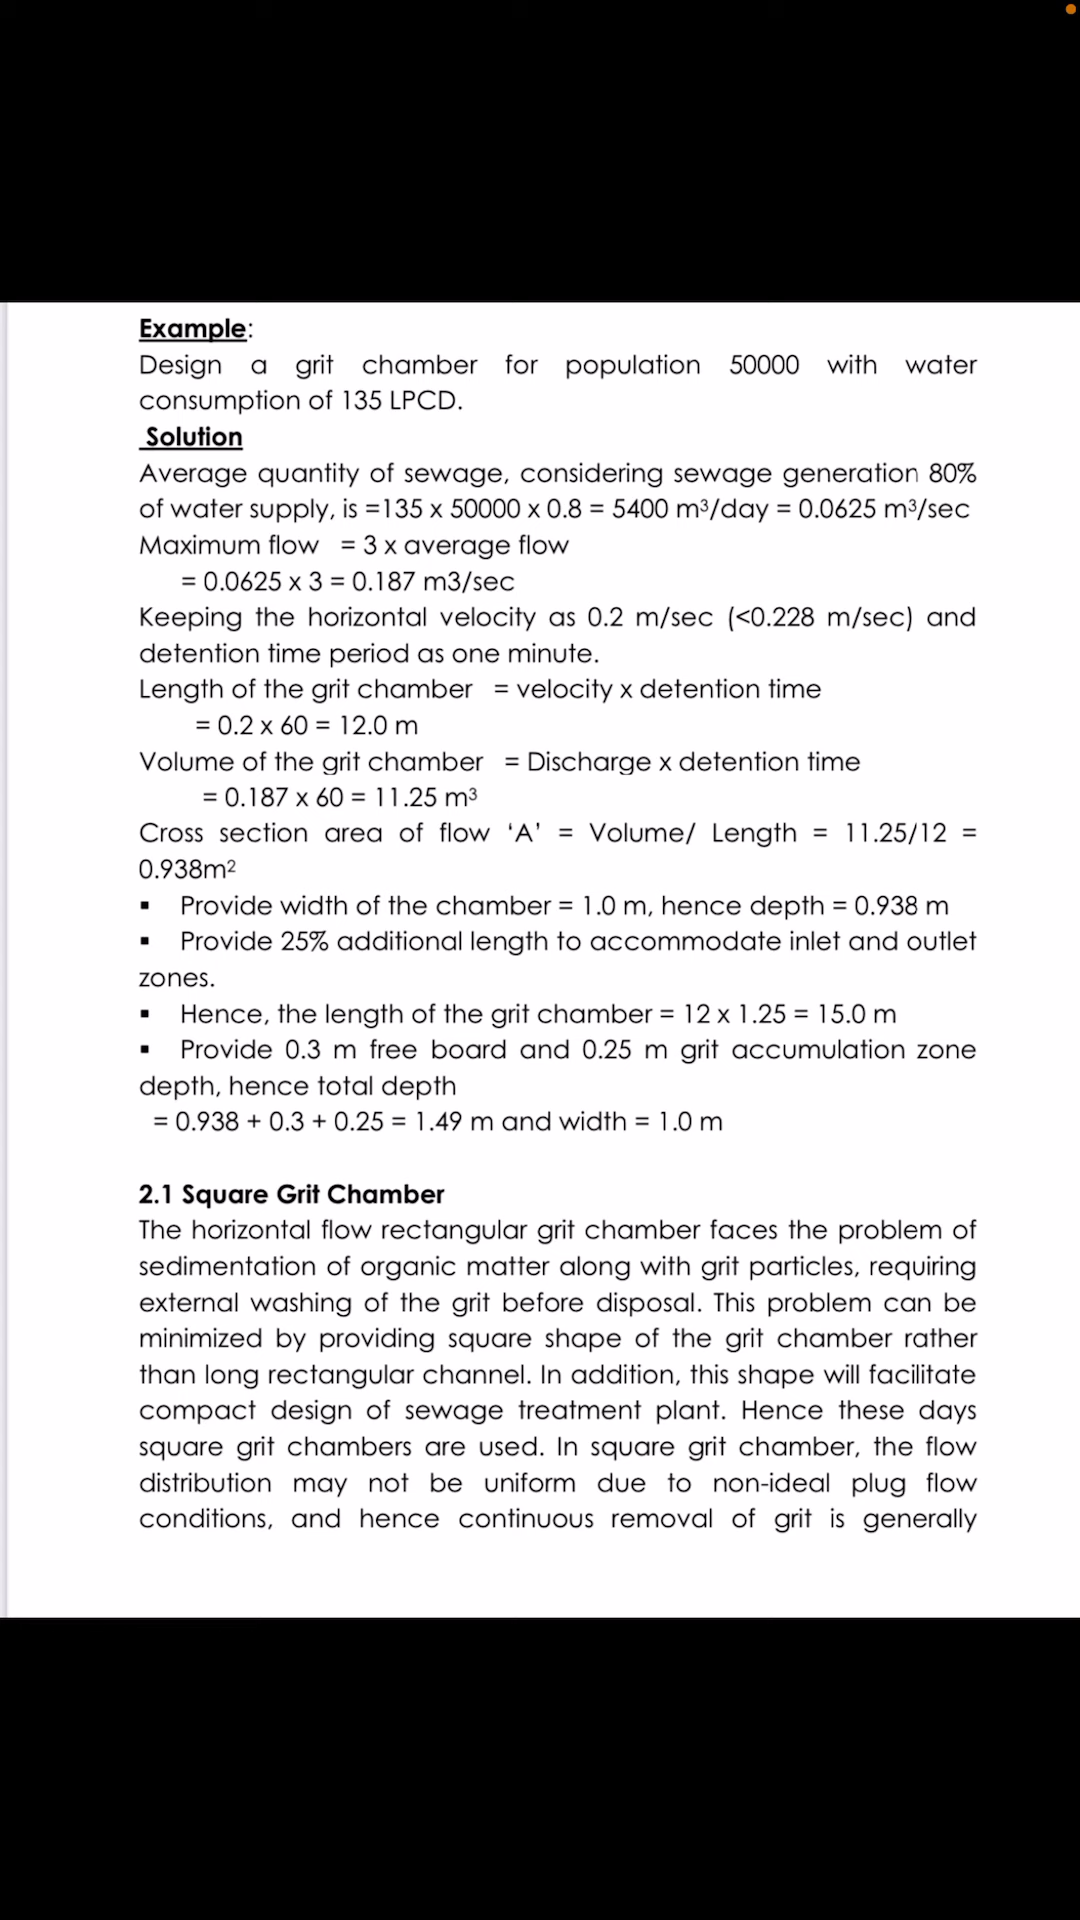 Example:
Design a grit chamber for population 50000 with water
consumption of 135 LPCD.
Solution
Average quantity of sewage, considering sewage generation 80%
of water supply, is =135 x 50000 x 0.8 = 5400 m³/day = 0.0625 m³/sec
Maximum flow = 3 x average flow
= 0.0625 x 3 = 0.187 m3/sec
Keeping the horizontal velocity as 0.2 m/sec (<0.228 m/sec) and
detention time period as one minute.
Length of the grit chamber = velocity x detention time
= 0.2 x 60 = 12.0 m
Volume of the grit chamber = Discharge x detention time
= 0.187 x 60 = 11.25 m³
Cross section area of flow ‘A’ = Volume/ Length = 11.25/12 =
0.938m²
▪ Provide width of the chamber = 1.0 m, hence depth = 0.938 m
▪ Provide 25% additional length to accommodate inlet and outlet
zones.
▪ Hence, the length of the grit chamber = 12 x 1.25 = 15.0 m
▪ Provide 0.3 m free board and 0.25 m grit accumulation zone
depth, hence total depth
= 0.938 + 0.3 + 0.25 = 1.49 m and width = 1.0 m
2.1 Square Grit Chamber
The horizontal flow rectangular grit chamber faces the problem of
sedimentation of organic matter along with grit particles, requiring
external washing of the grit before disposal. This problem can be
minimized by providing square shape of the grit chamber rather
than long rectangular channel. In addition, this shape will facilitate
compact design of sewage treatment plant. Hence these days
square grit chambers are used. In square grit chamber, the flow
distribution may not be uniform due to non-ideal plug flow
conditions, and hence continuous removal of grit is generally